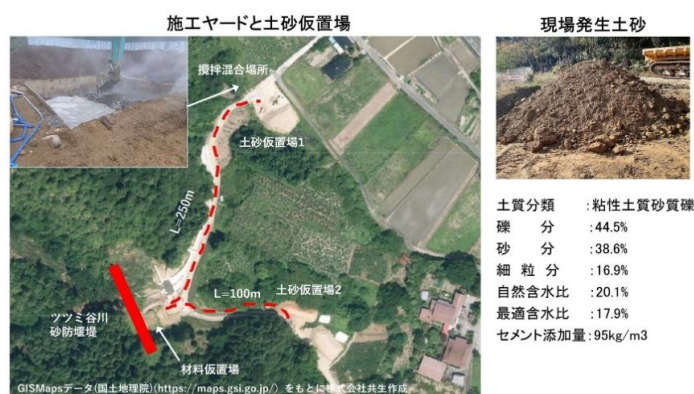 施工ヤードと土砂仮置場
現場発生土砂
攪拌混合場所
土砂仮置場1
L=250m
L=100m
土砂仮置場2
ツツミ谷川
砂防堰堤
材料仮置場
GISMapsデータ(国土地理院)(https://maps.gsi.go.jp/) をもとに株式会社共生作成
土質分類 :粘性土質砂質礫
礫 分 :44.5%
砂 分 :38.6%
細 粒 分 :16.9%
自然含水比 :20.1%
最適含水比 :17.9%
セメント添加量:95kg/m3